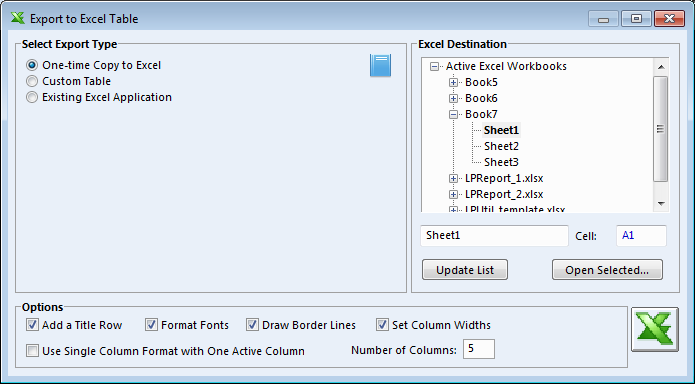 Export to Excel Table
Select Export Type
One-time Copy to Excel
Custom Table
Existing Excel Application
Excel Destination
Active Excel Workbooks
Book5
Book6
Book7
Sheet1
Sheet2
Sheet3
LPReport_1.xlsx
LPReport_2.xlsx
LPUtil_template.xlsx
Sheet1 Cell: A1
Update List Open Selected...
Options
Add a Title Row Format Fonts Draw Border Lines Set Column Widths
Use Single Column Format with One Active Column Number of Columns: 5